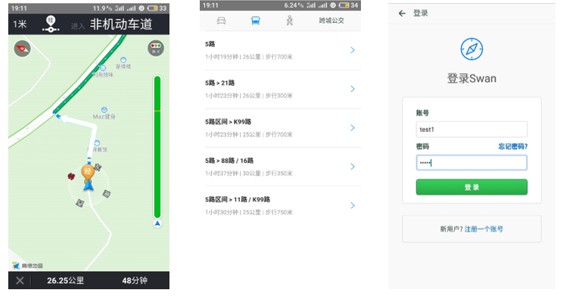 19:11 11.9% 33
1米 进入 非机动车道
Mac健身
腾讯地图
26.25公里 48分钟
19:11 6.24% 34
跨城公交
5路
1小时19分钟 | 26公里 | 步行700米
5路 > 21路
1小时23分钟 | 26公里 | 步行300米
5路区间 > K99路
1小时23分钟 | 25公里 | 步行700米
5路 > 88路 / 16路
1小时37分钟 | 30公里 | 步行350米
5路区间 > 11路 / K99路
1小时30分钟 | 25公里 | 步行750米
登录
登录Swan
账号
test1
密码 忘记密码?
登录
新用户? 注册一个账号